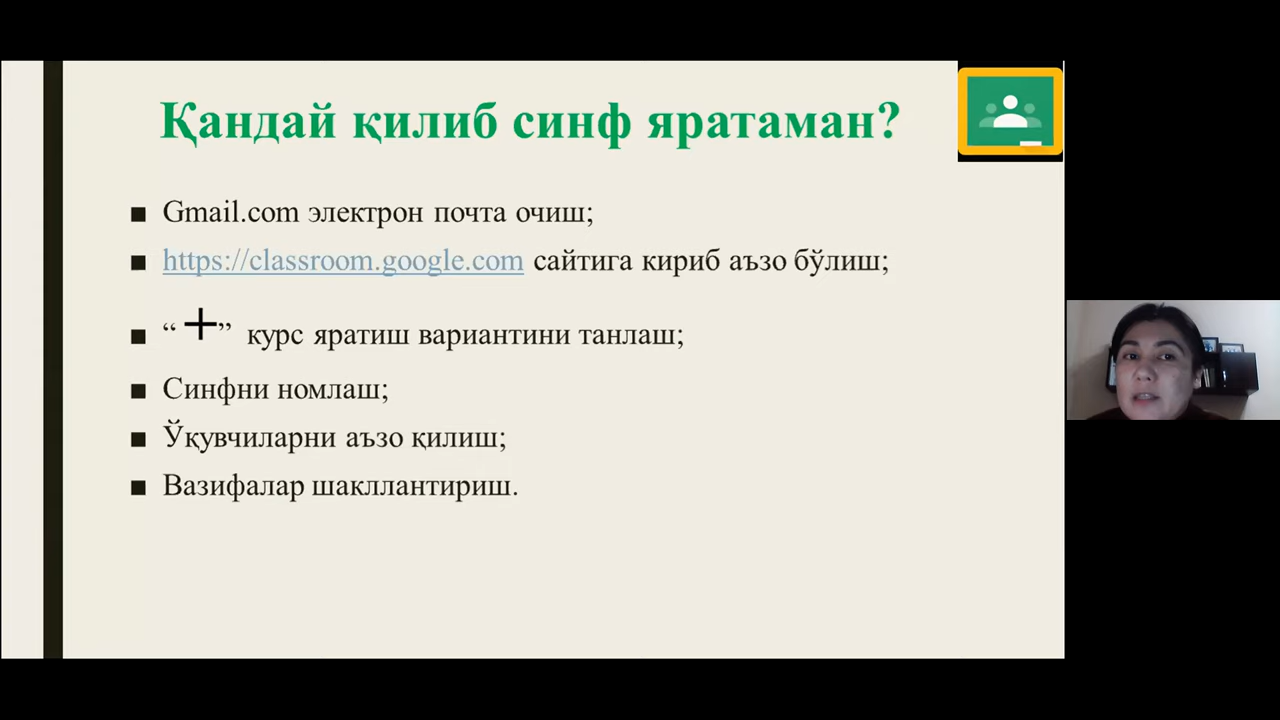 Қандай қилиб синф яратаман?
■ Gmail.com электрон почта очиш;
■ https://classroom.google.com сайтига кириб аъзо бўлиш;
■ “ +” курс яратиш вариантини танлаш;
■ Синфни номлаш;
■ Ўқувчиларни аъзо қилиш;
■ Вазифалар шакллантириш.